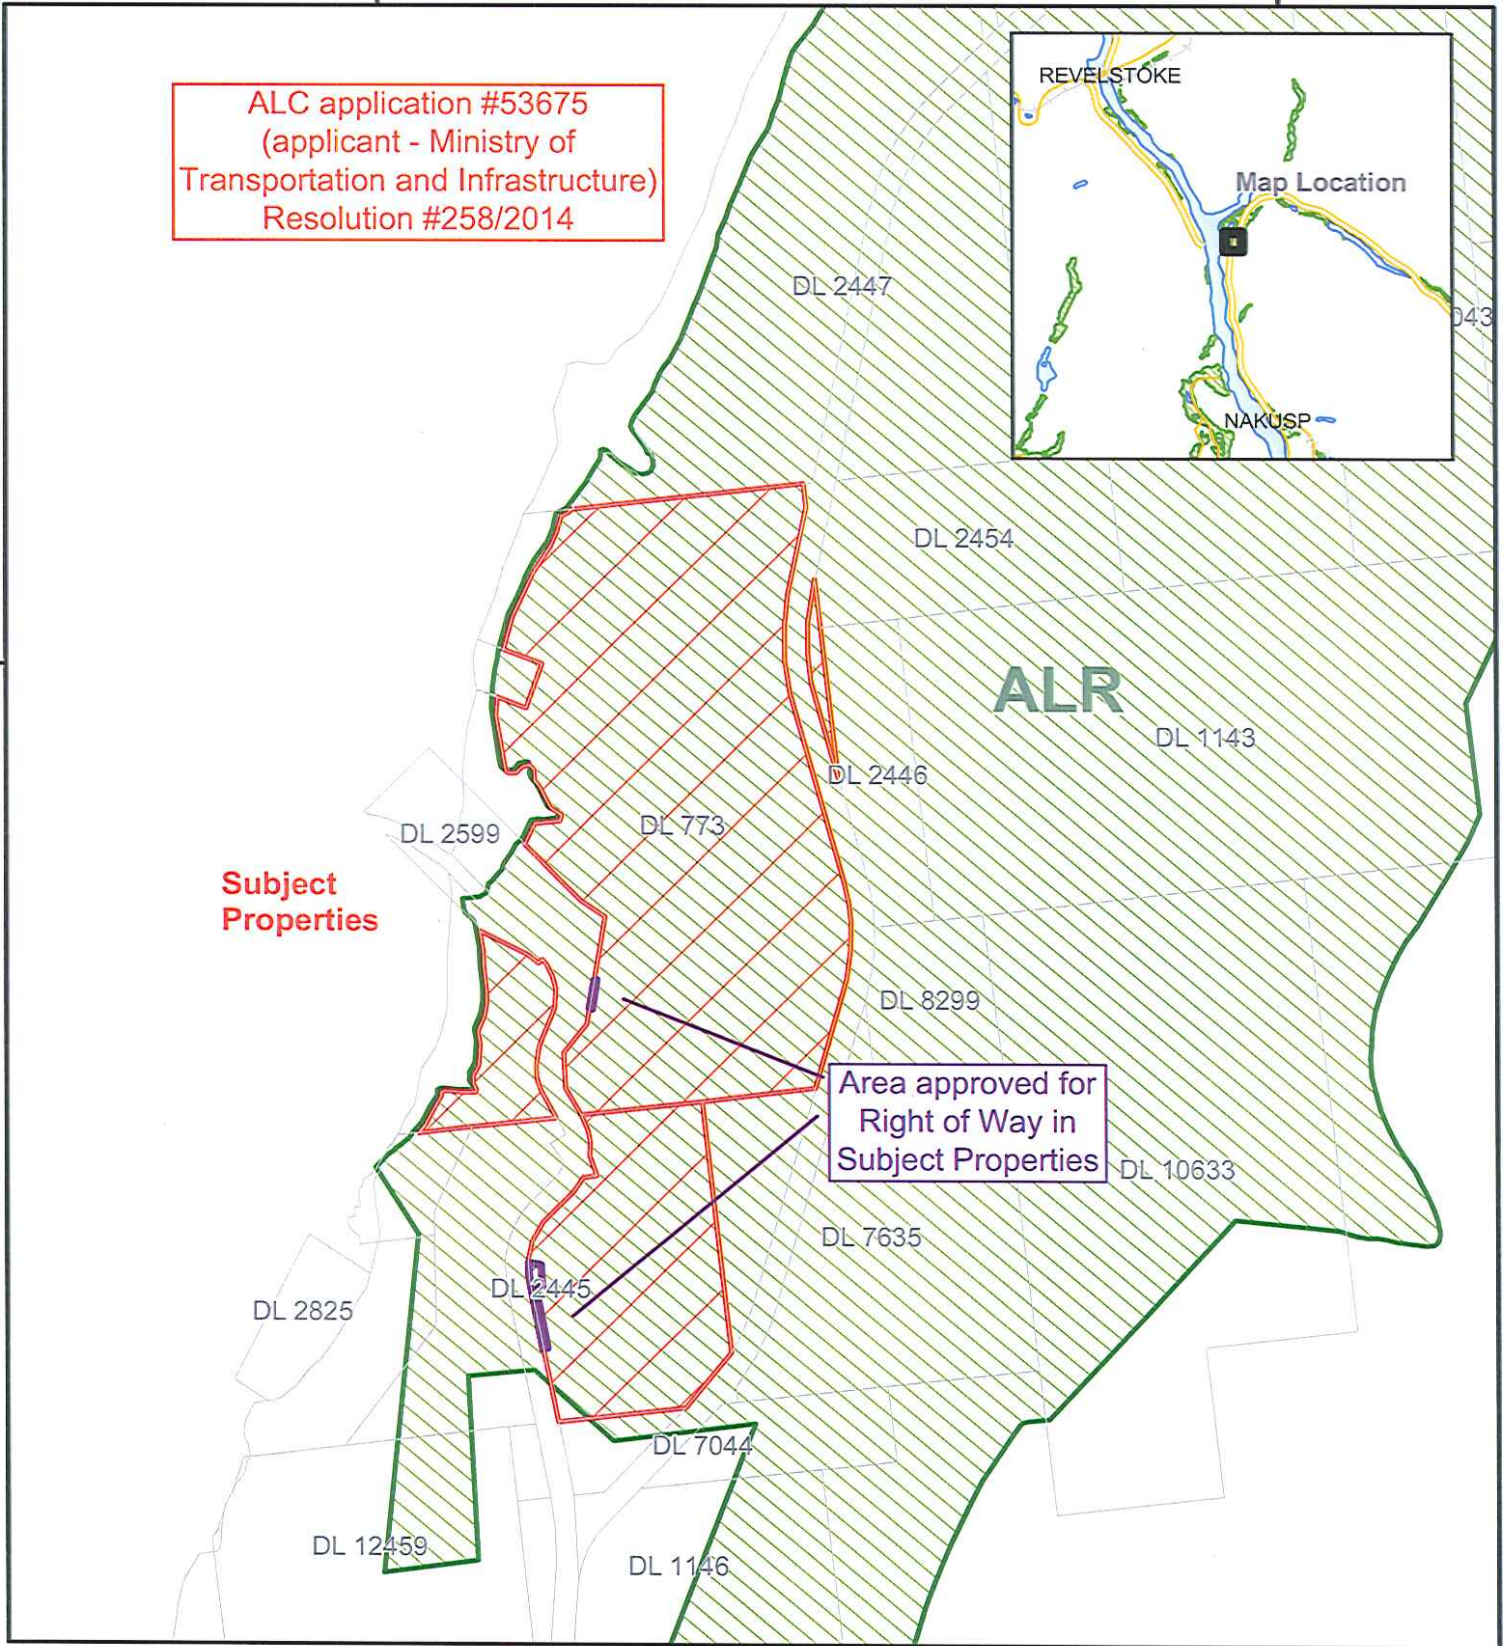 ALC application #53675
(applicant - Ministry of
Transportation and Infrastructure)
Resolution #258/2014
REVELSTOKE
Map Location
NAKUSP
DL 2447
043
DL 2454
ALR
DL 1143
DL 2446
DL 773
DL 2599
Subject
Properties
DL 8299
Area approved for
Right of Way in
Subject Properties
DL 10633
DL 7635
DL 2445
DL 2825
DL 7044
DL 12459
DL 1146